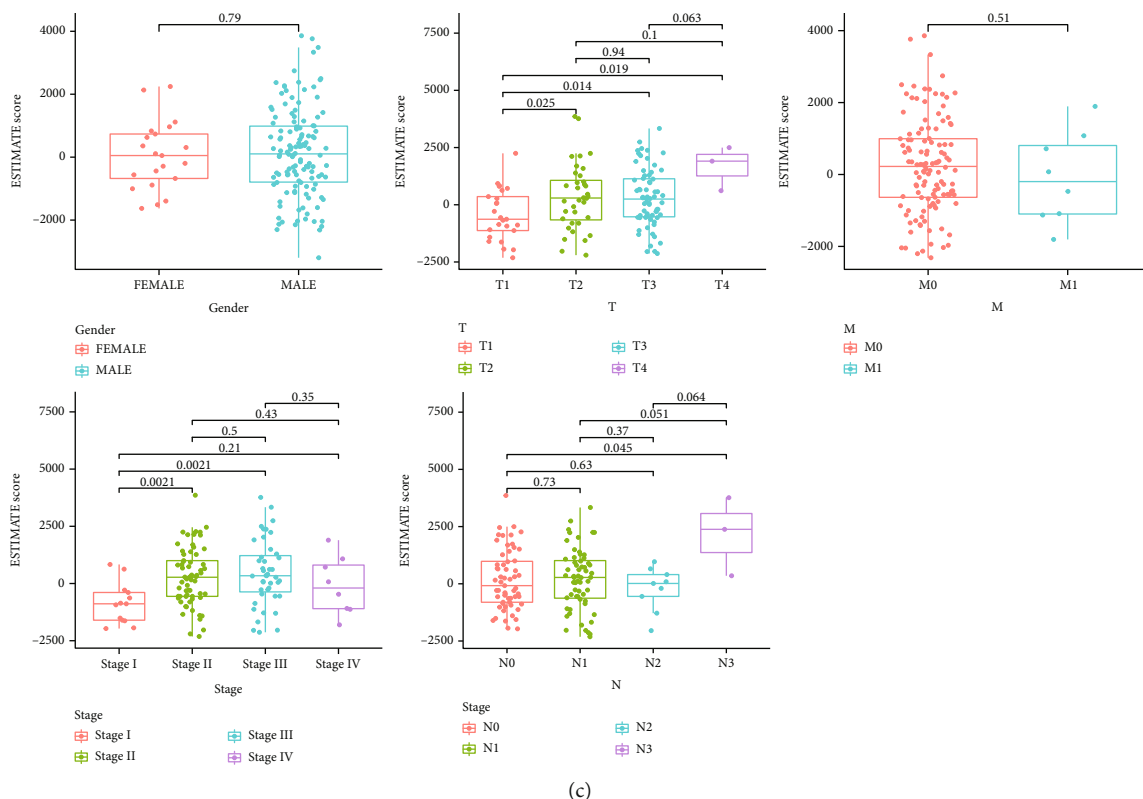 0.79
4000
2000
0
−2000
ESTIMATE score
FEMALE MALE
Gender
Gender
FEMALE
MALE
0.063
0.1
0.94
0.019
0.014
0.025
7500
5000
2500
0
−2500
ESTIMATE score
T1 T2 T3 T4
T
T
T1 T3
T2 T4
0.51
4000
2000
0
−2000
ESTIMATE score
M0 M1
M
M
M0
M1
0.35
0.43
0.5
0.21
0.0021
0.0021
7500
5000
2500
0
−2500
ESTIMATE score
Stage I Stage II Stage III Stage IV
Stage
Stage
Stage I Stage III
Stage II Stage IV
0.064
0.051
0.37
0.045
0.63
0.73
7500
5000
2500
0
−2500
ESTIMATE score
N0 N1 N2 N3
N
Stage
N0 N2
N1 N3
(c)